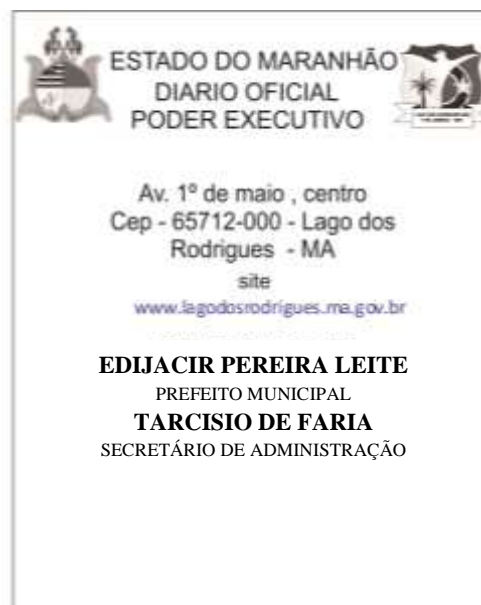 ESTADO DO MARANHÃO
DIARIO OFICIAL
PODER EXECUTIVO
Av. 1º de maio , centro
Cep - 65712-000 - Lago dos
Rodrigues - MA
site
www.lagodosrodrigues.ma.gov.br
EDIJACIR PEREIRA LEITE
PREFEITO MUNICIPAL
TARCISIO DE FARIA
SECRETÁRIO DE ADMINISTRAÇÃO